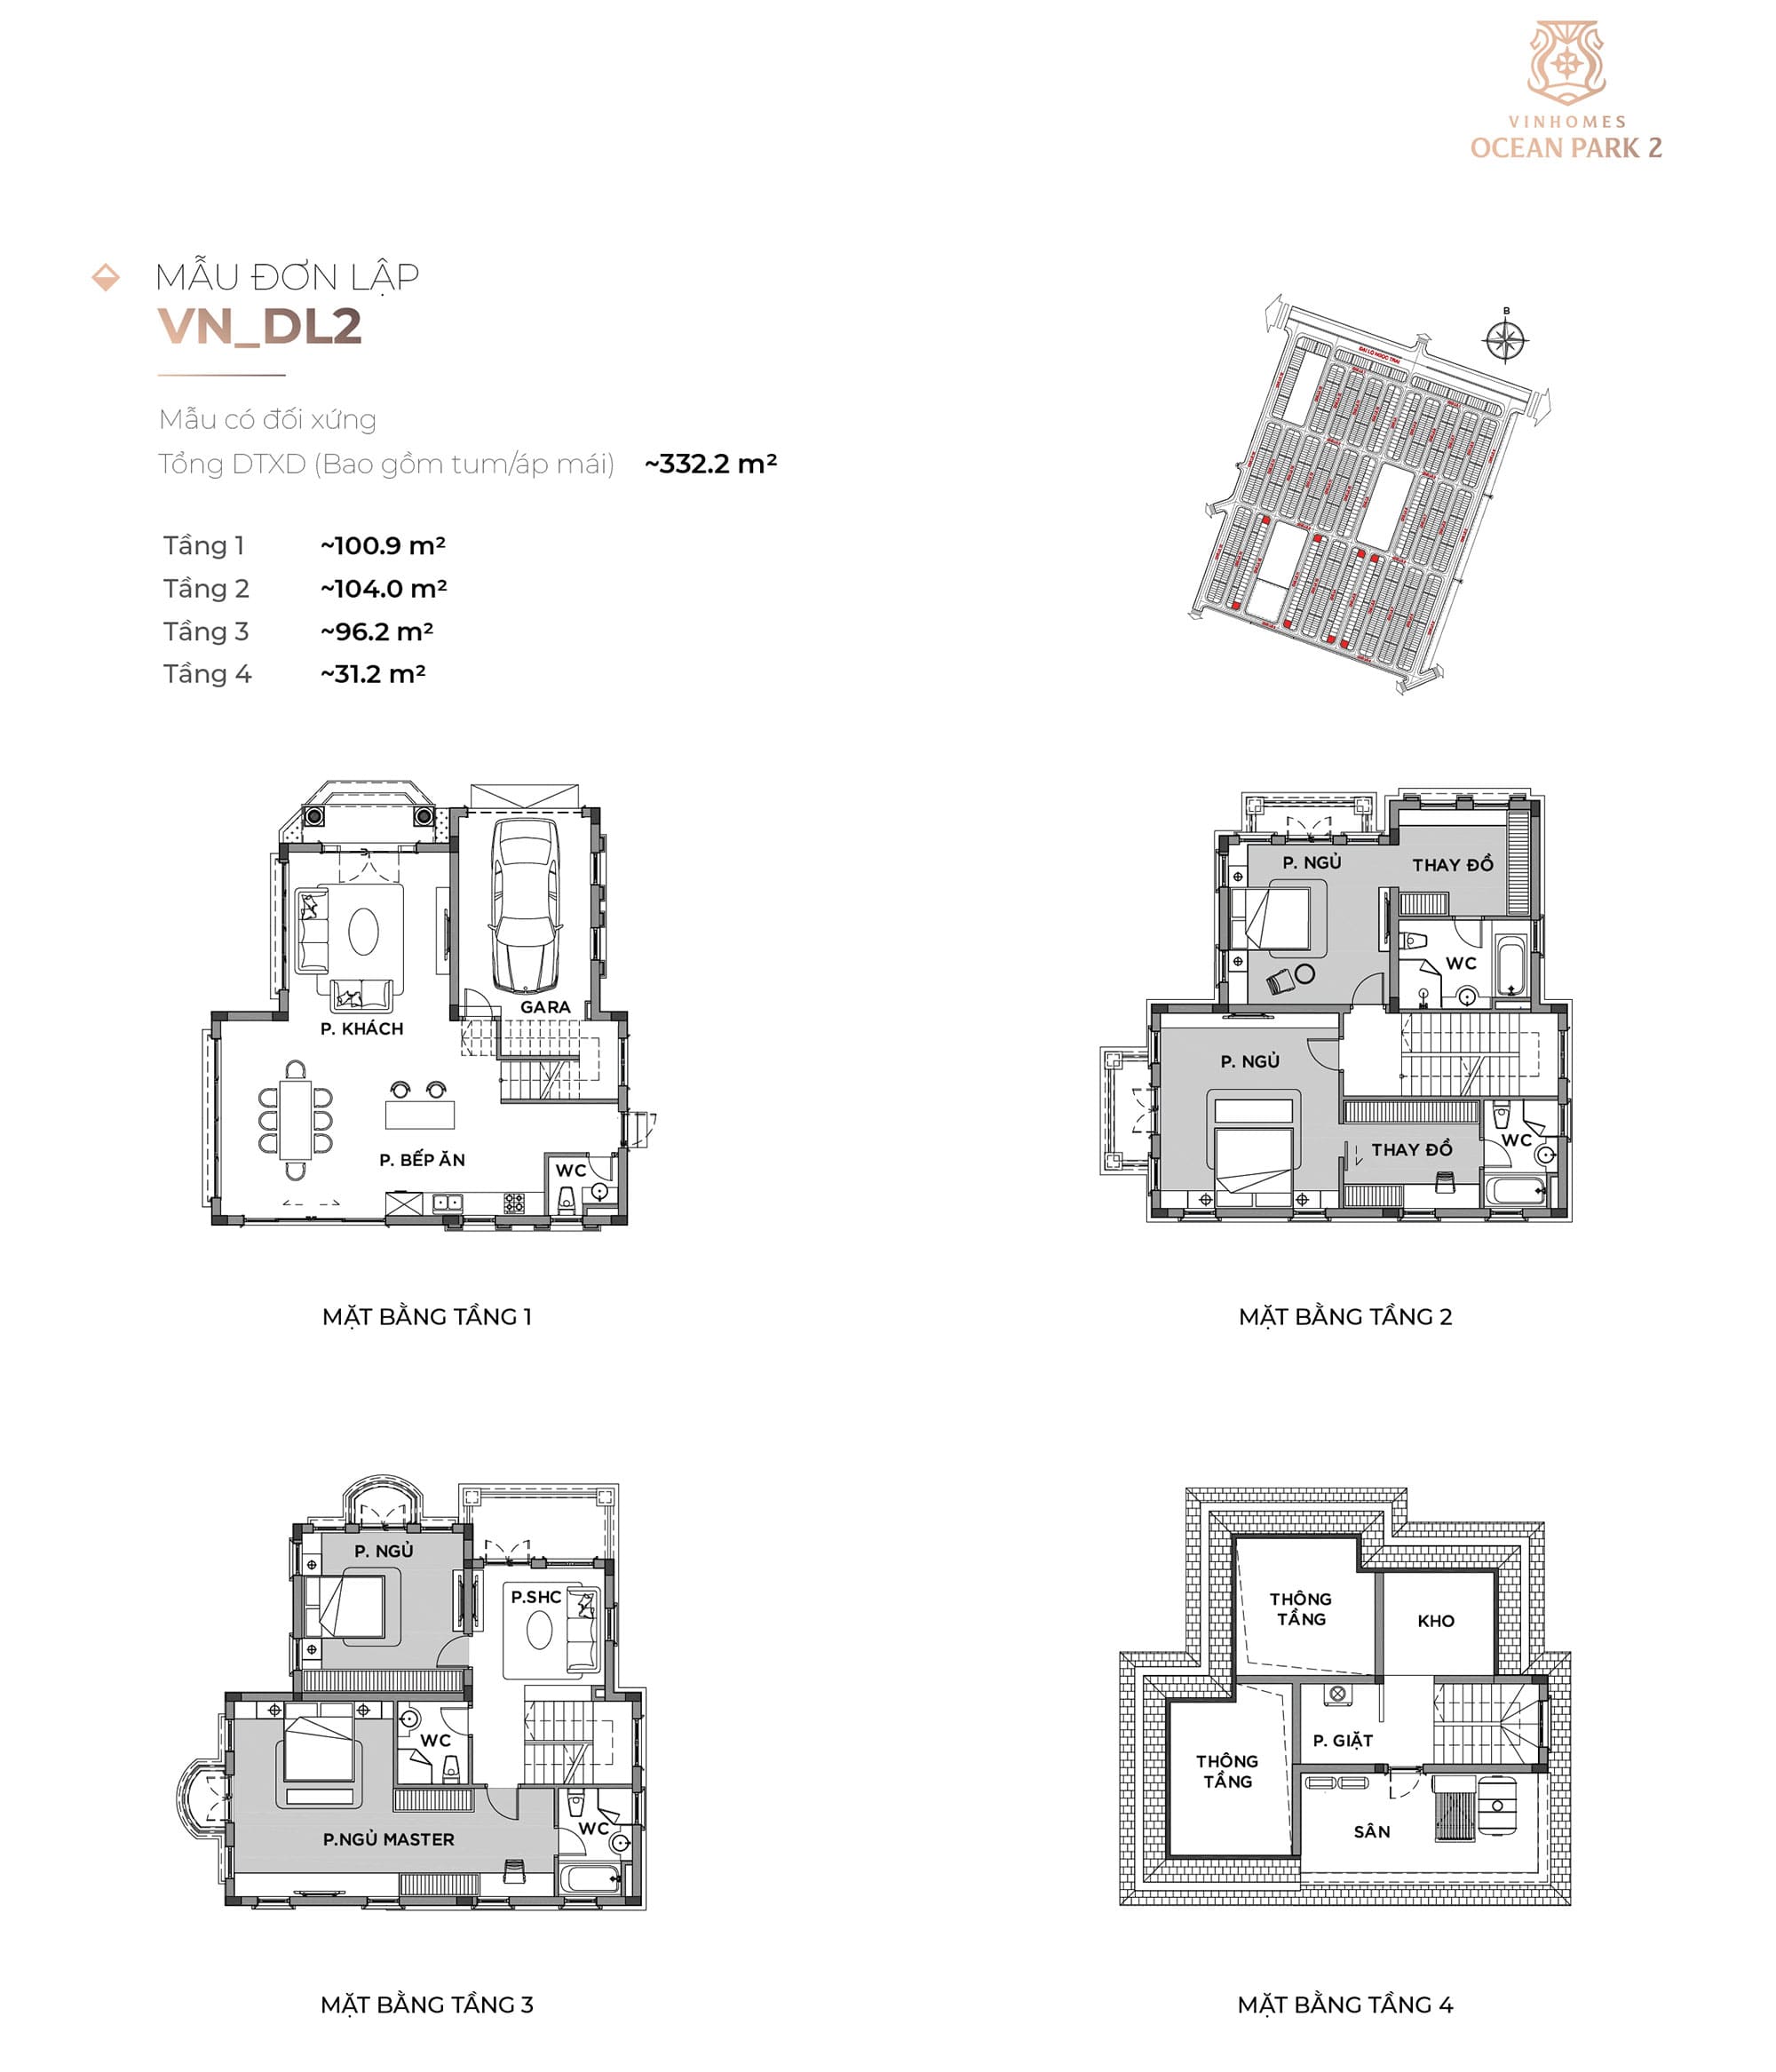 VINHOMES
OCEAN PARK 2
MẪU ĐƠN LẬP
VN_DL2
Mẫu có đối xứng
Tổng DTXD (Bao gồm tum/áp mái) ~332.2 m²
Tầng 1 ~100.9 m²
Tầng 2 ~104.0 m²
Tầng 3 ~96.2 m²
Tầng 4 ~31.2 m²
B
ĐẠI LỘ NGỌC TRAI
GARA
P. KHÁCH
P. BẾP ĂN
WC
MẶT BẰNG TẦNG 1
P. NGỦ
THAY ĐỒ
WC
P. NGỦ
THAY ĐỒ
WC
MẶT BẰNG TẦNG 2
P. NGỦ
P.SHC
WC
P.NGỦ MASTER
WC
MẶT BẰNG TẦNG 3
THÔNG
TẦNG
KHO
P. GIẶT
THÔNG
TẦNG
SÂN
MẶT BẰNG TẦNG 4